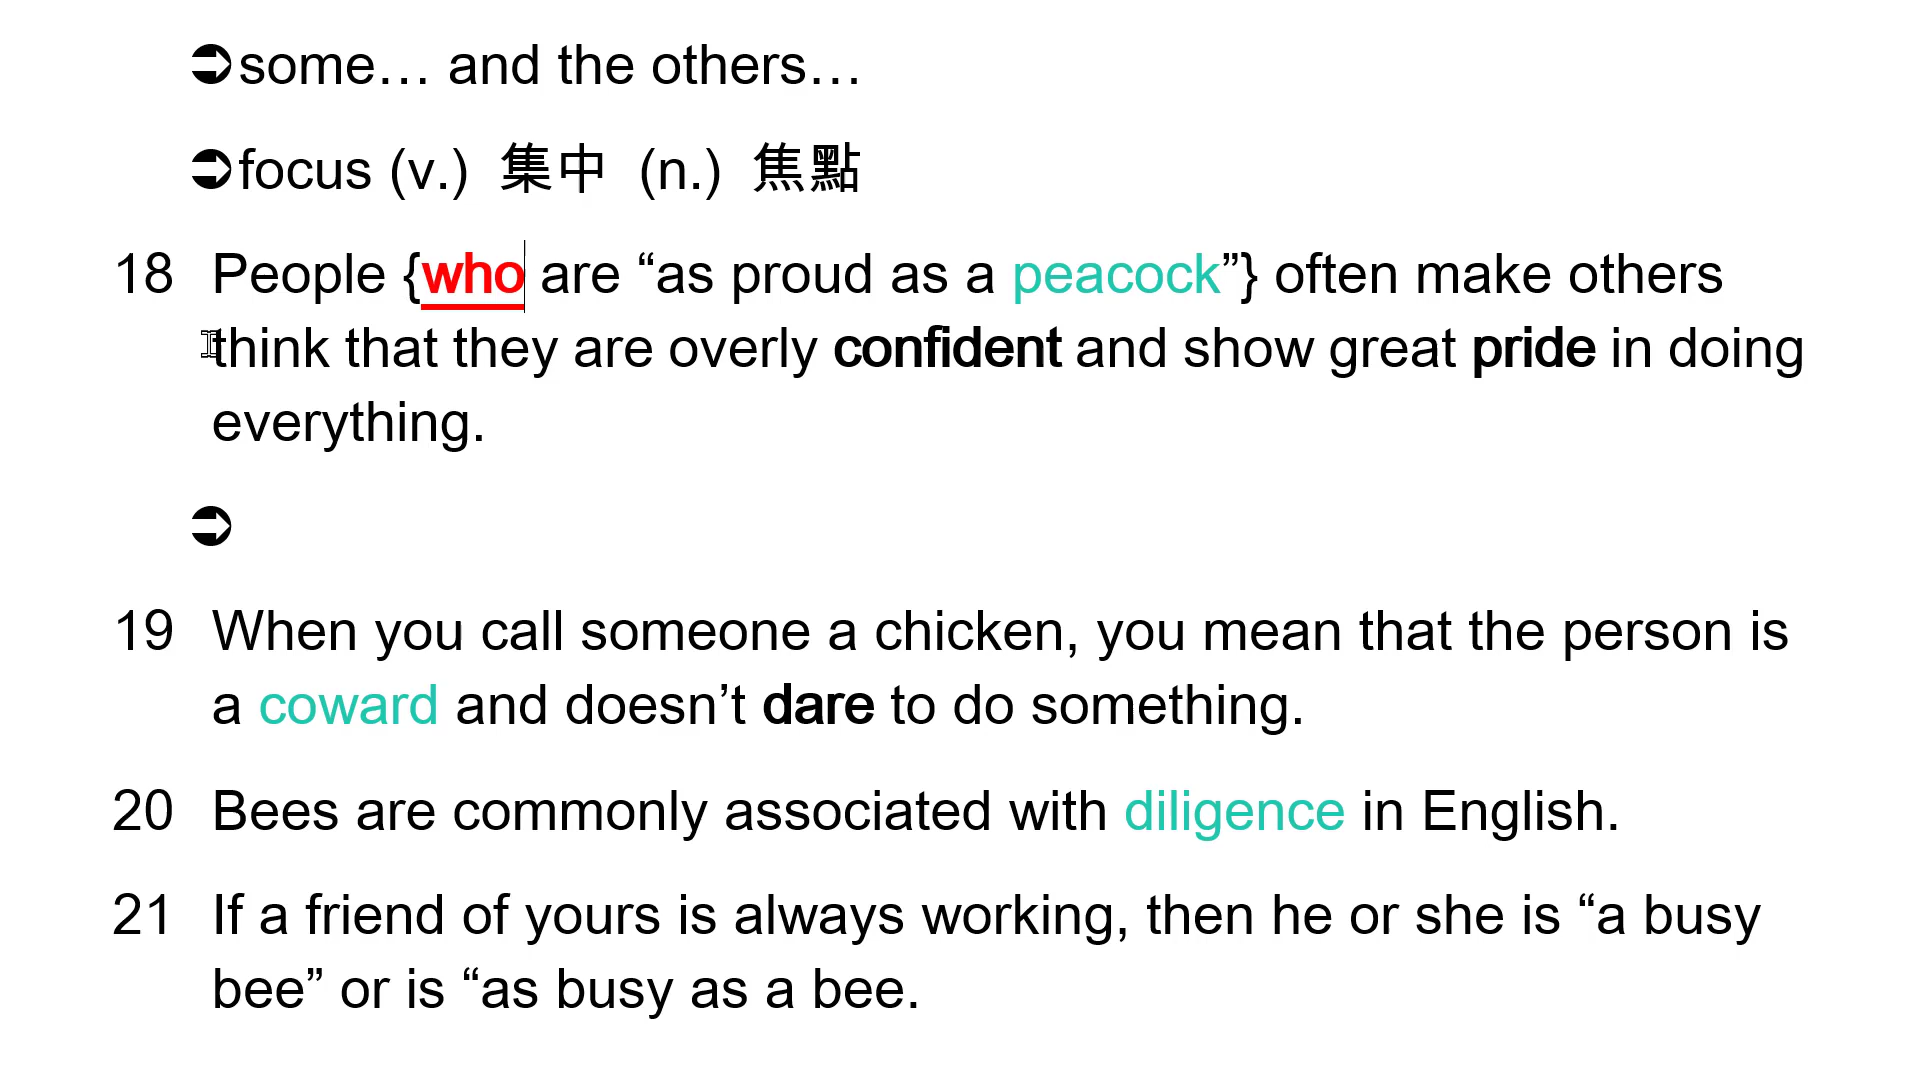 ➲some… and the others…
➲focus (v.) 集中 (n.) 焦點
18 People {who are “as proud as a peacock”} often make others
think that they are overly confident and show great pride in doing
everything.
➲
19 When you call someone a chicken, you mean that the person is
a coward and doesn’t dare to do something.
20 Bees are commonly associated with diligence in English.
21 If a friend of yours is always working, then he or she is “a busy
bee” or is “as busy as a bee.